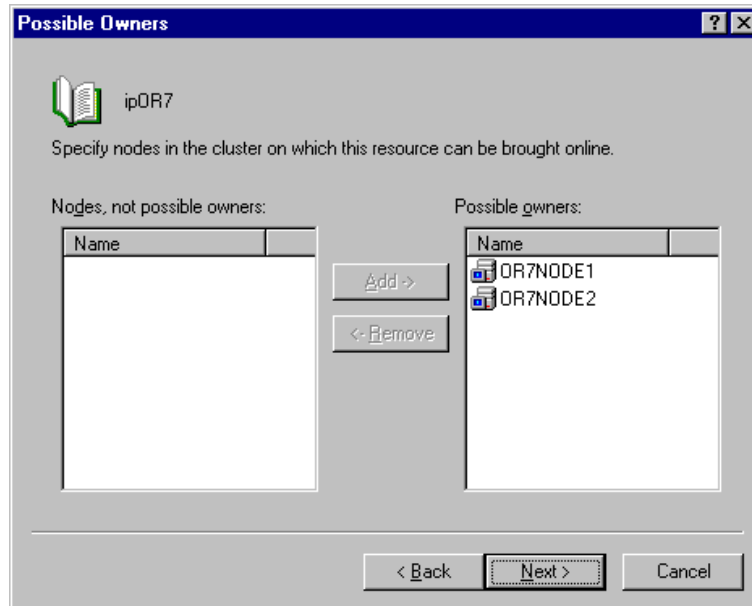 Possible Owners
ipOR7
Specify nodes in the cluster on which this resource can be brought online.
Nodes, not possible owners:
Possible owners:
Name
Name
Add ->
OR7NODE1
OR7NODE2
<- Remove
< Back
Next >
Cancel